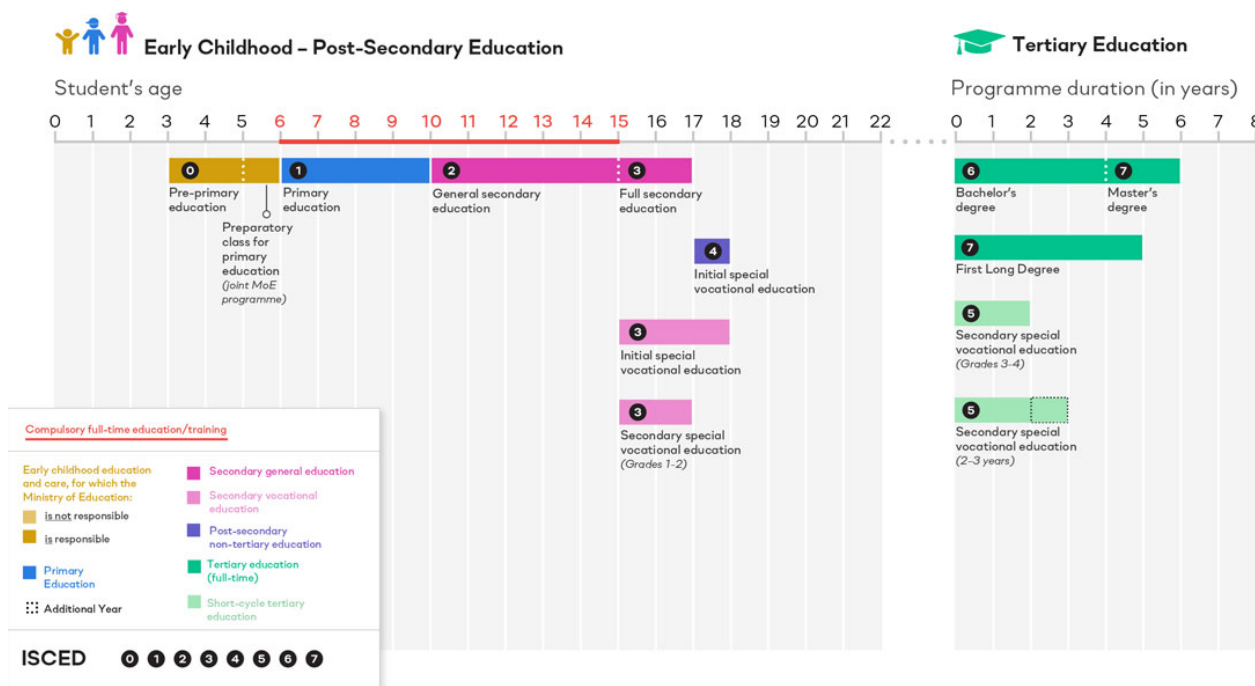 Early Childhood – Post-Secondary Education
Student's age
0 1 2 3 4 5 6 7 8 9 10 11 12 13 14 15 16 17 18 19 20 21 22
0
Pre-primary
education
Preparatory
class for
primary
education
(joint MoE
programme)
1
Primary
education
2
General secondary
education
3
Full secondary
education
4
Initial special
vocational education
3
Initial special
vocational education
3
Secondary special
vocational education
(Grades 1-2)
Tertiary Education
Programme duration (in years)
0 1 2 3 4 5 6 7 8
6
Bachelor's
degree
7
Master's
degree
7
First Long Degree
5
Secondary special
vocational education
(Grades 3-4)
5
Secondary special
vocational education
(2-3 years)
Compulsory full-time education/training
Early childhood education
and care, for which the
Ministry of Education:
is not responsible
is responsible
Primary
Education
Additional Year
Secondary general education
Secondary vocational
education
Post-secondary
non-tertiary education
Tertiary education
(full-time)
Short-cycle tertiary
education
ISCED 0 1 2 3 4 5 6 7